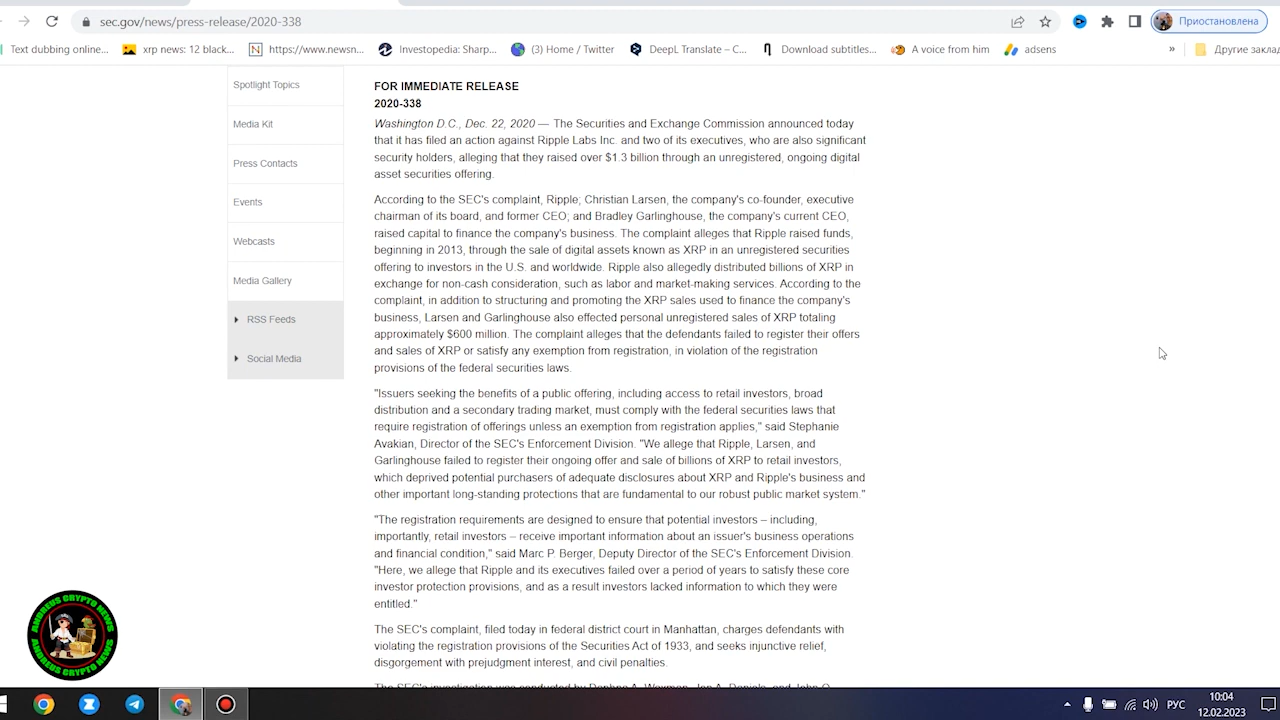 sec.gov/news/press-release/2020-338
Приостановлена
Text dubbing online...
xrp news: 12 black...
https://www.newsn...
Investopedia: Sharp...
(3) Home / Twitter
DeepL Translate – C...
Download subtitles...
A voice from him
adsens
»
Другие заклад
Spotlight Topics
Media Kit
Press Contacts
Events
Webcasts
Media Gallery
RSS Feeds
Social Media
FOR IMMEDIATE RELEASE
2020-338
Washington D.C., Dec. 22, 2020 — The Securities and Exchange Commission announced today
that it has filed an action against Ripple Labs Inc. and two of its executives, who are also significant
security holders, alleging that they raised over $1.3 billion through an unregistered, ongoing digital
asset securities offering.
According to the SEC's complaint, Ripple; Christian Larsen, the company's co-founder, executive
chairman of its board, and former CEO; and Bradley Garlinghouse, the company's current CEO,
raised capital to finance the company's business. The complaint alleges that Ripple raised funds,
beginning in 2013, through the sale of digital assets known as XRP in an unregistered securities
offering to investors in the U.S. and worldwide. Ripple also allegedly distributed billions of XRP in
exchange for non-cash consideration, such as labor and market-making services. According to the
complaint, in addition to structuring and promoting the XRP sales used to finance the company's
business, Larsen and Garlinghouse also effected personal unregistered sales of XRP totaling
approximately $600 million. The complaint alleges that the defendants failed to register their offers
and sales of XRP or satisfy any exemption from registration, in violation of the registration
provisions of the federal securities laws.
"Issuers seeking the benefits of a public offering, including access to retail investors, broad
distribution and a secondary trading market, must comply with the federal securities laws that
require registration of offerings unless an exemption from registration applies," said Stephanie
Avakian, Director of the SEC's Enforcement Division. "We allege that Ripple, Larsen, and
Garlinghouse failed to register their ongoing offer and sale of billions of XRP to retail investors,
which deprived potential purchasers of adequate disclosures about XRP and Ripple's business and
other important long-standing protections that are fundamental to our robust public market system."
"The registration requirements are designed to ensure that potential investors – including,
importantly, retail investors – receive important information about an issuer's business operations
and financial condition," said Marc P. Berger, Deputy Director of the SEC's Enforcement Division.
"Here, we allege that Ripple and its executives failed over a period of years to satisfy these core
investor protection provisions, and as a result investors lacked information to which they were
entitled."
The SEC's complaint, filed today in federal district court in Manhattan, charges defendants with
violating the registration provisions of the Securities Act of 1933, and seeks injunctive relief,
disgorgement with prejudgment interest, and civil penalties.
The SEC's investigation was conducted by Daphna A. Waxman, Jon A. Daniels, and John O.
ANDREUS CRYPTO NEWS
ANDREUS CRYPTO NEWS
РУС
10:04
12.02.2023